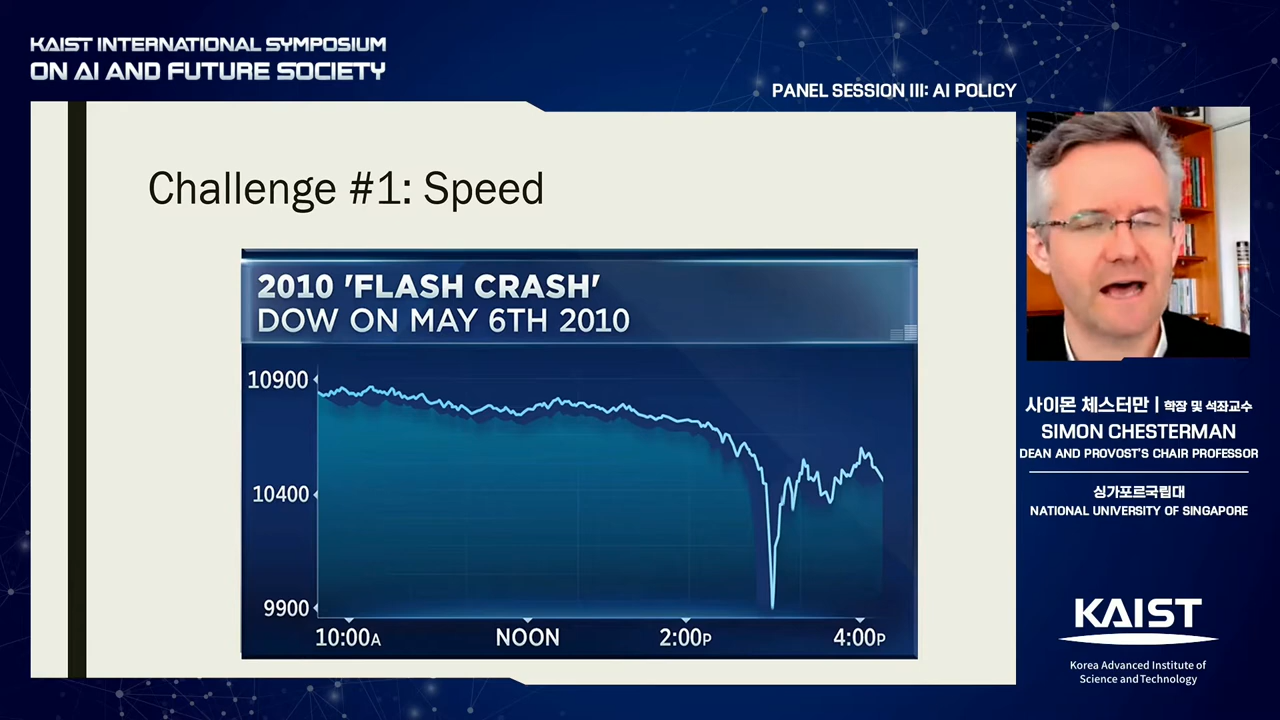 KAIST INTERNATIONAL SYMPOSIUM
ON AI AND FUTURE SOCIETY
PANEL SESSION III: AI POLICY
Challenge #1: Speed
2010 'FLASH CRASH'
DOW ON MAY 6TH 2010
10900
10400
9900
10:00A
NOON
2:00P
4:00P
사이몬 체스터만 | 학장 및 석좌교수
SIMON CHESTERMAN
DEAN AND PROVOST'S CHAIR PROFESSOR
싱가포르국립대
NATIONAL UNIVERSITY OF SINGAPORE
KAIST
Korea Advanced Institute of
Science and Technology